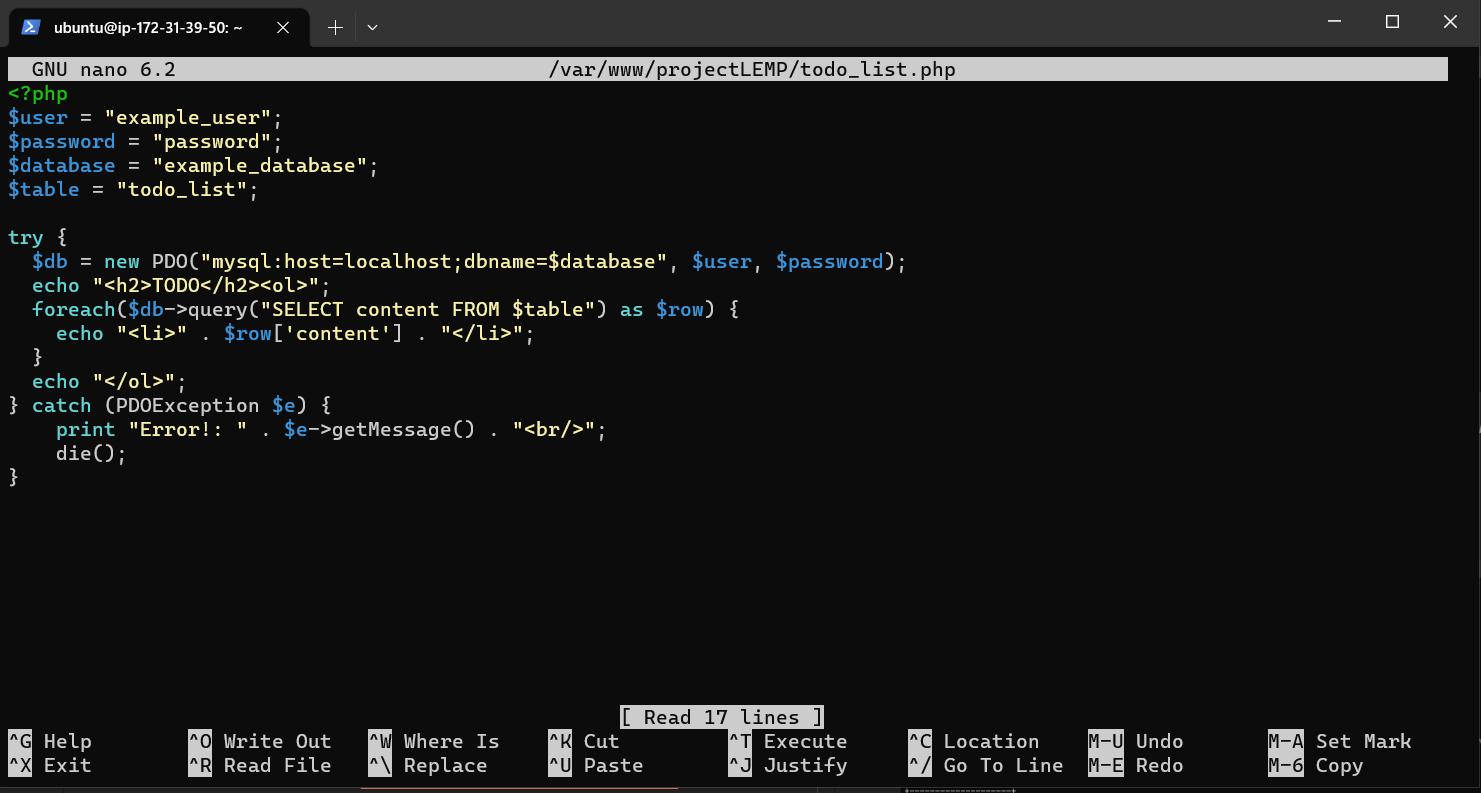 ubuntu@ip-172-31-39-50: ~
GNU nano 6.2 /var/www/projectLEMP/todo_list.php
<?php
$user = "example_user";
$password = "password";
$database = "example_database";
$table = "todo_list";

try {
  $db = new PDO("mysql:host=localhost;dbname=$database", $user, $password);
  echo "<h2>TODO</h2><ol>";
  foreach($db->query("SELECT content FROM $table") as $row) {
    echo "<li>" . $row['content'] . "</li>";
  }
  echo "</ol>";
} catch (PDOException $e) {
    print "Error!: " . $e->getMessage() . "<br/>";
    die();
}
[ Read 17 lines ]
^G Help ^O Write Out ^W Where Is ^K Cut ^T Execute ^C Location M-U Undo M-A Set Mark
^X Exit ^R Read File ^\ Replace ^U Paste ^J Justify ^/ Go To Line M-E Redo M-6 Copy